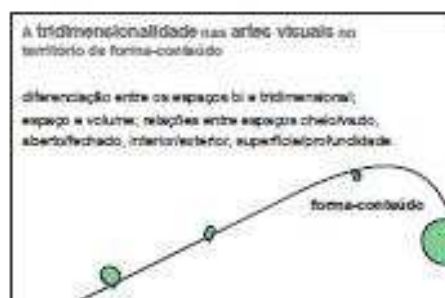 A tridimensionalidade nas artes visuais no
território de forma-conteúdo
diferenciação entre os espaços bi e tridimensional;
espaço e volume; relações entre espaços cheio/vazio,
aberto/fechado, interior/exterior, superfície/profundidade.
forma-conteúdo